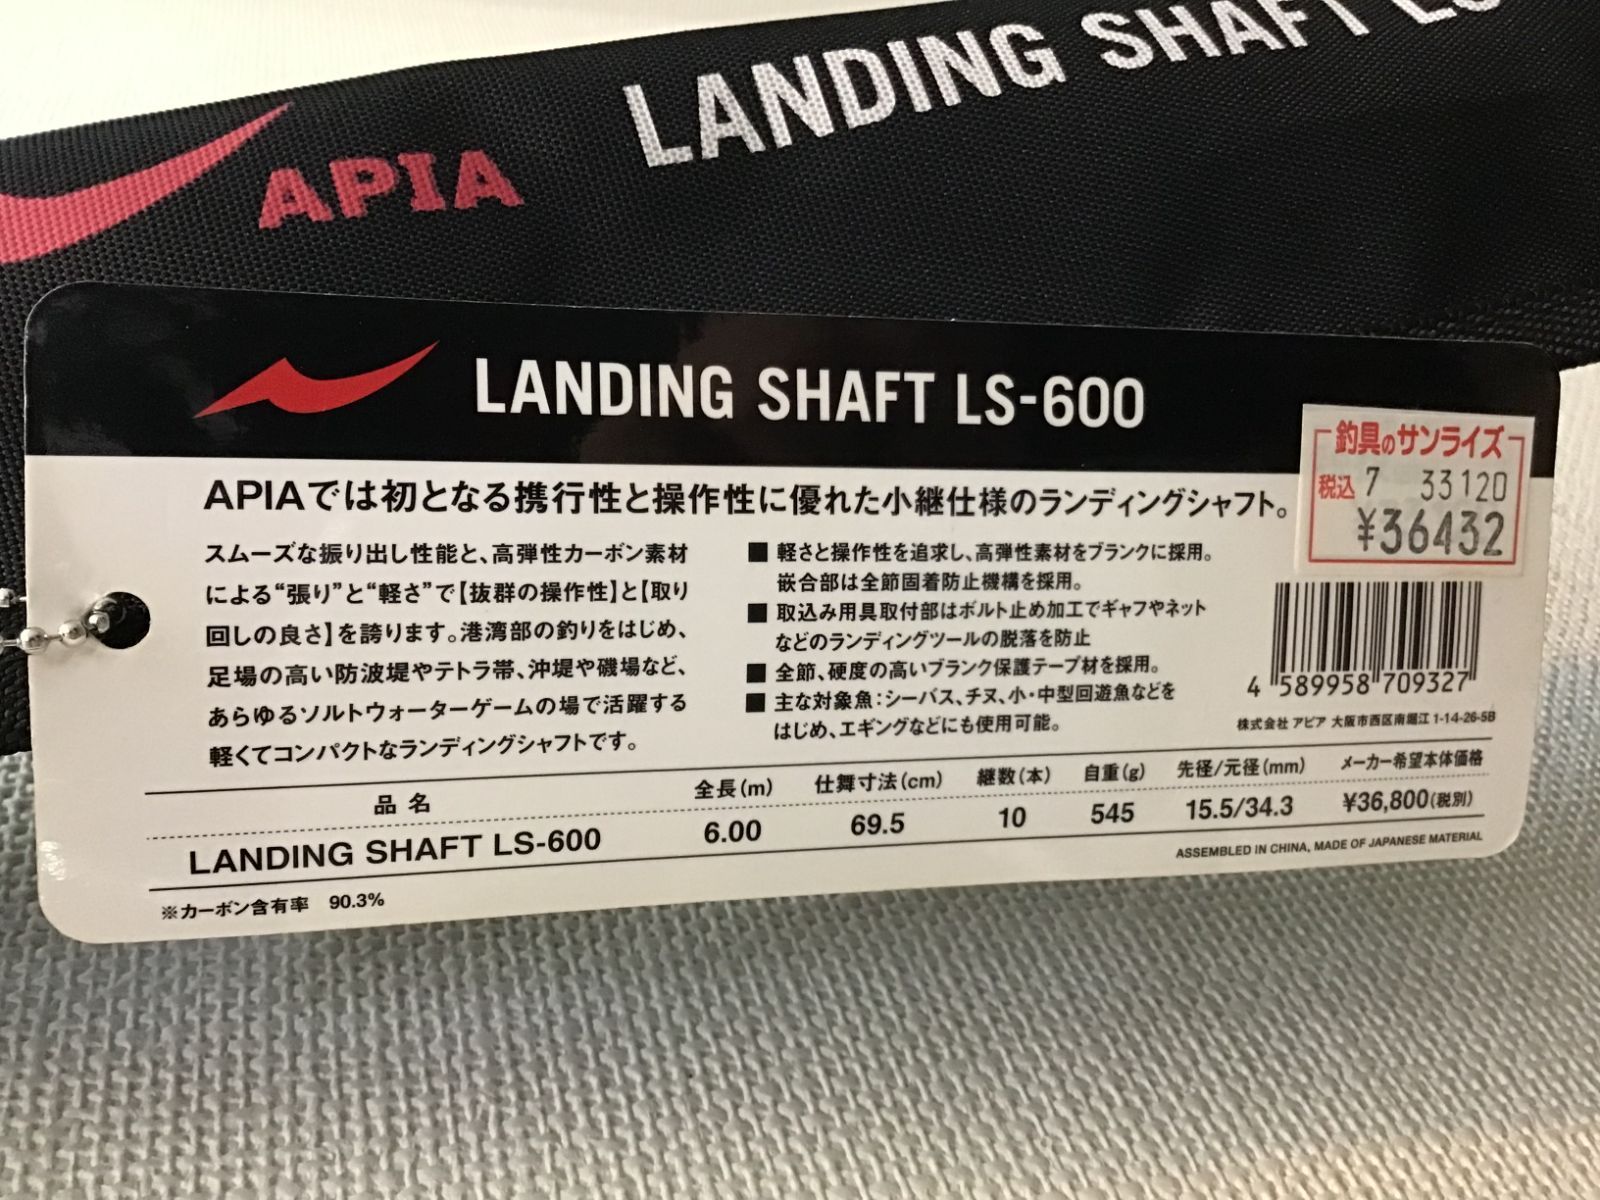 APIA
LANDING SHAFT LS
LANDING SHAFT LS-600
釣具のサンライズ
税込 7 33120
¥36432
APIAでは初となる携行性と操作性に優れた小継仕様のランディングシャフト。
スムーズな振り出し性能と、高弾性カーボン素材
による“張り”と“軽さ”で【抜群の操作性】と【取り
回しの良さ】を誇ります。港湾部の釣りをはじめ、
足場の高い防波堤やテトラ帯、沖堤や磯場など、
あらゆるソルトウォーターゲームの場で活躍する
軽くてコンパクトなランディングシャフトです。
■ 軽さと操作性を追求し、高弾性素材をブランクに採用。
嵌合部は全節固着防止機構を採用。
■ 取込み用具取付部はボルト止め加工でギャフやネット
などのランディングツールの脱落を防止
■ 全節、硬度の高いブランク保護テープ材を採用。
■ 主な対象魚：シーバス、チヌ、小・中型回遊魚などを
はじめ、エギングなどにも使用可能。
4 589958 709327
株式会社 アピア 大阪市西区南堀江 1-14-26-5B
品名 全長(m) 仕舞寸法(cm) 継数(本) 自重(g) 先径/元径(mm) メーカー希望本体価格
LANDING SHAFT LS-600 6.00 69.5 10 545 15.5/34.3 ¥36,800(税別)
※カーボン含有率 90.3%
ASSEMBLED IN CHINA, MADE OF JAPANESE MATERIAL